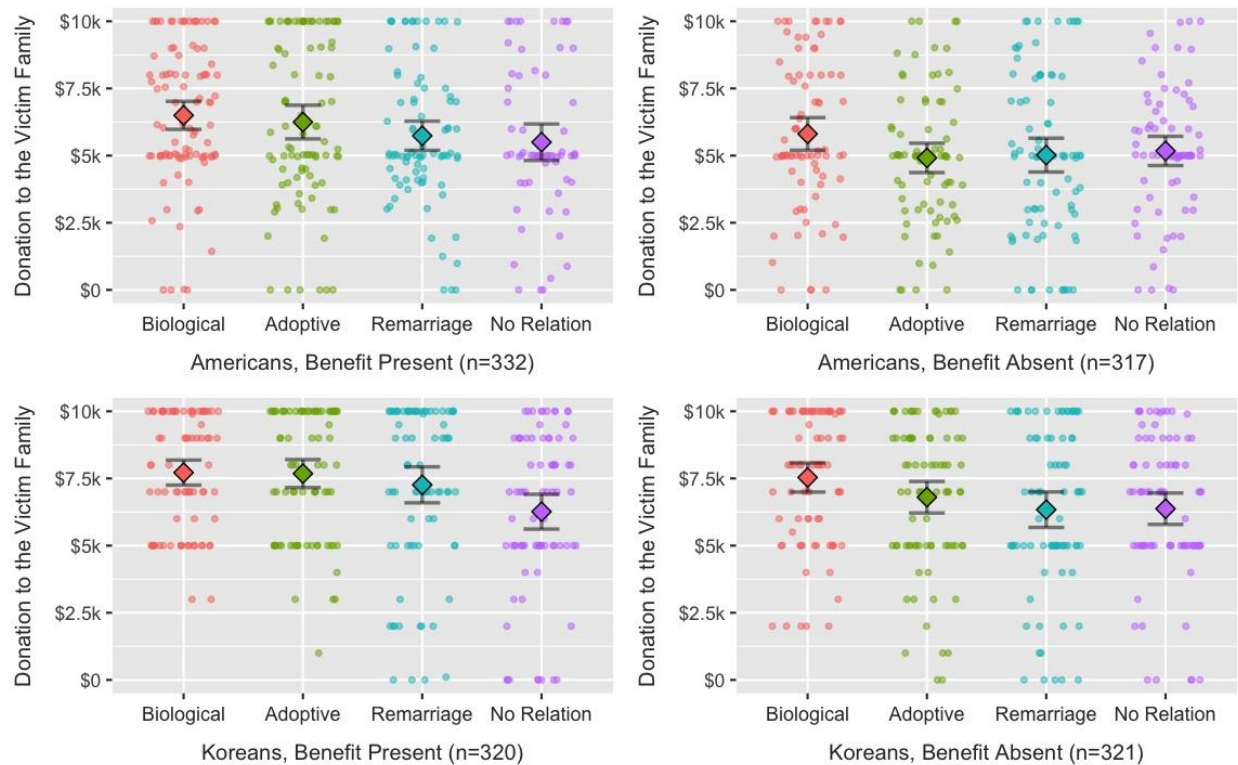 Donation to the Victim Family
$10k
$7.5k
$5k
$2.5k
$0
Biological Adoptive Remarriage No Relation
Americans, Benefit Present (n=332)
Donation to the Victim Family
$10k
$7.5k
$5k
$2.5k
$0
Biological Adoptive Remarriage No Relation
Americans, Benefit Absent (n=317)
Donation to the Victim Family
$10k
$7.5k
$5k
$2.5k
$0
Biological Adoptive Remarriage No Relation
Koreans, Benefit Present (n=320)
Donation to the Victim Family
$10k
$7.5k
$5k
$2.5k
$0
Biological Adoptive Remarriage No Relation
Koreans, Benefit Absent (n=321)